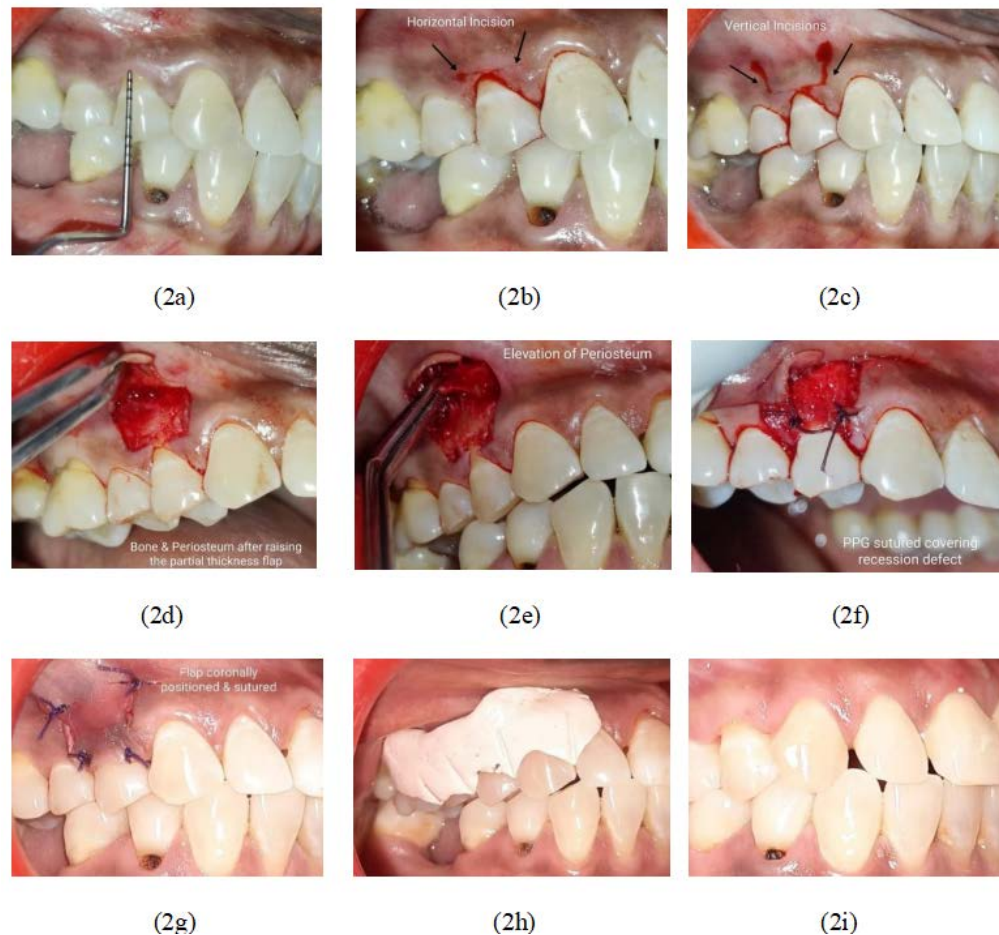 Horizontal Incision
Vertical Incisions
(2a)
(2b)
(2c)
Bone & Periosteum after raising
the partial thickness flap
Elevation of Periosteum
PPG sutured covering
recession defect
(2d)
(2e)
(2f)
Flap coronally
positioned & sutured
(2g)
(2h)
(2i)